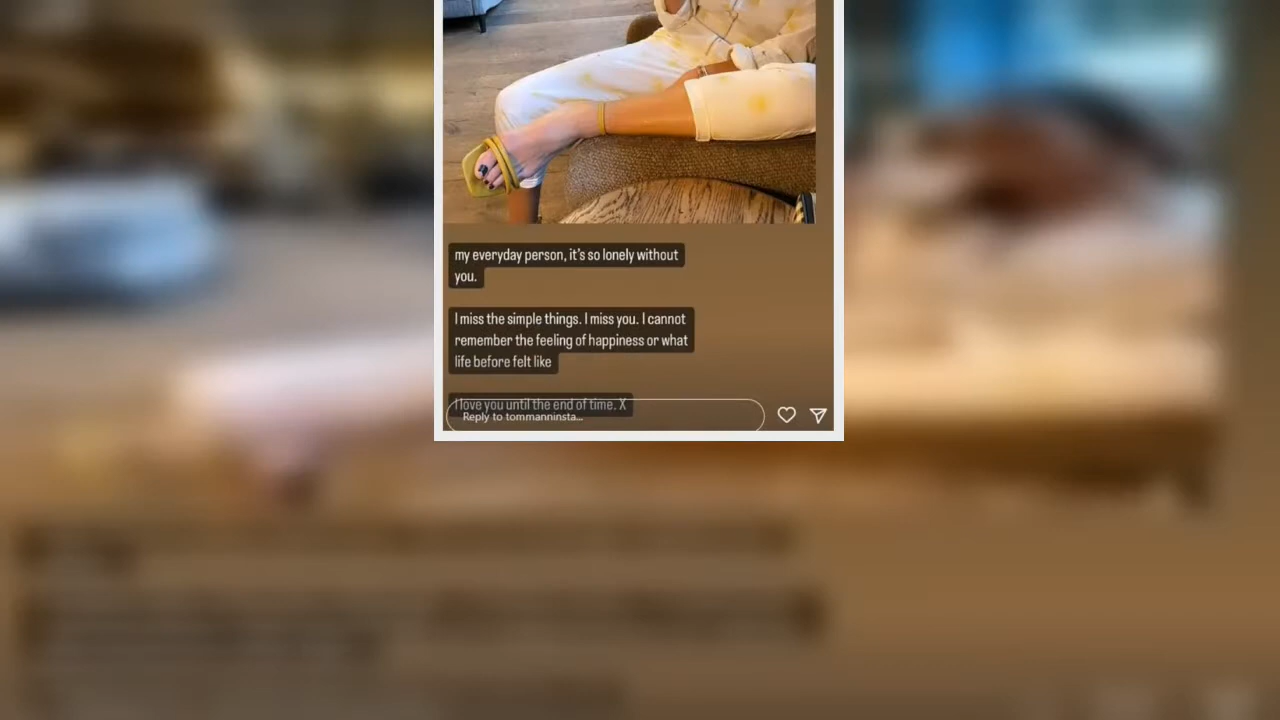 my everyday person, it's so lonely without
you.
I miss the simple things. I miss you. I cannot
remember the feeling of happiness or what
life before felt like
I love you until the end of time. X
Reply to tommanninsta...